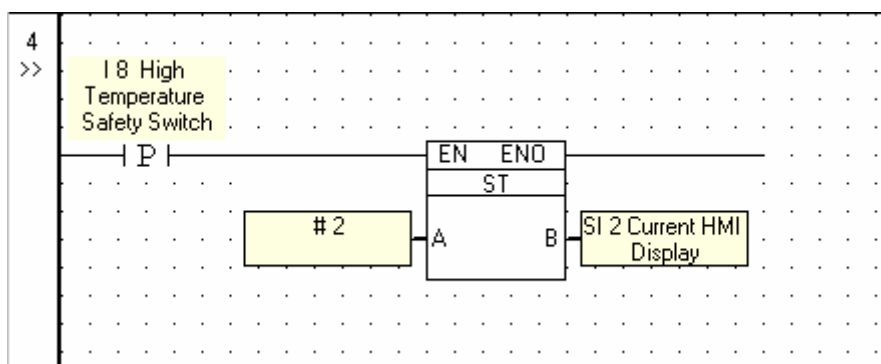 4
>>
I 8 High
Temperature
Safety Switch
P
EN ENO
ST
# 2
A B
SI 2 Current HMI
Display